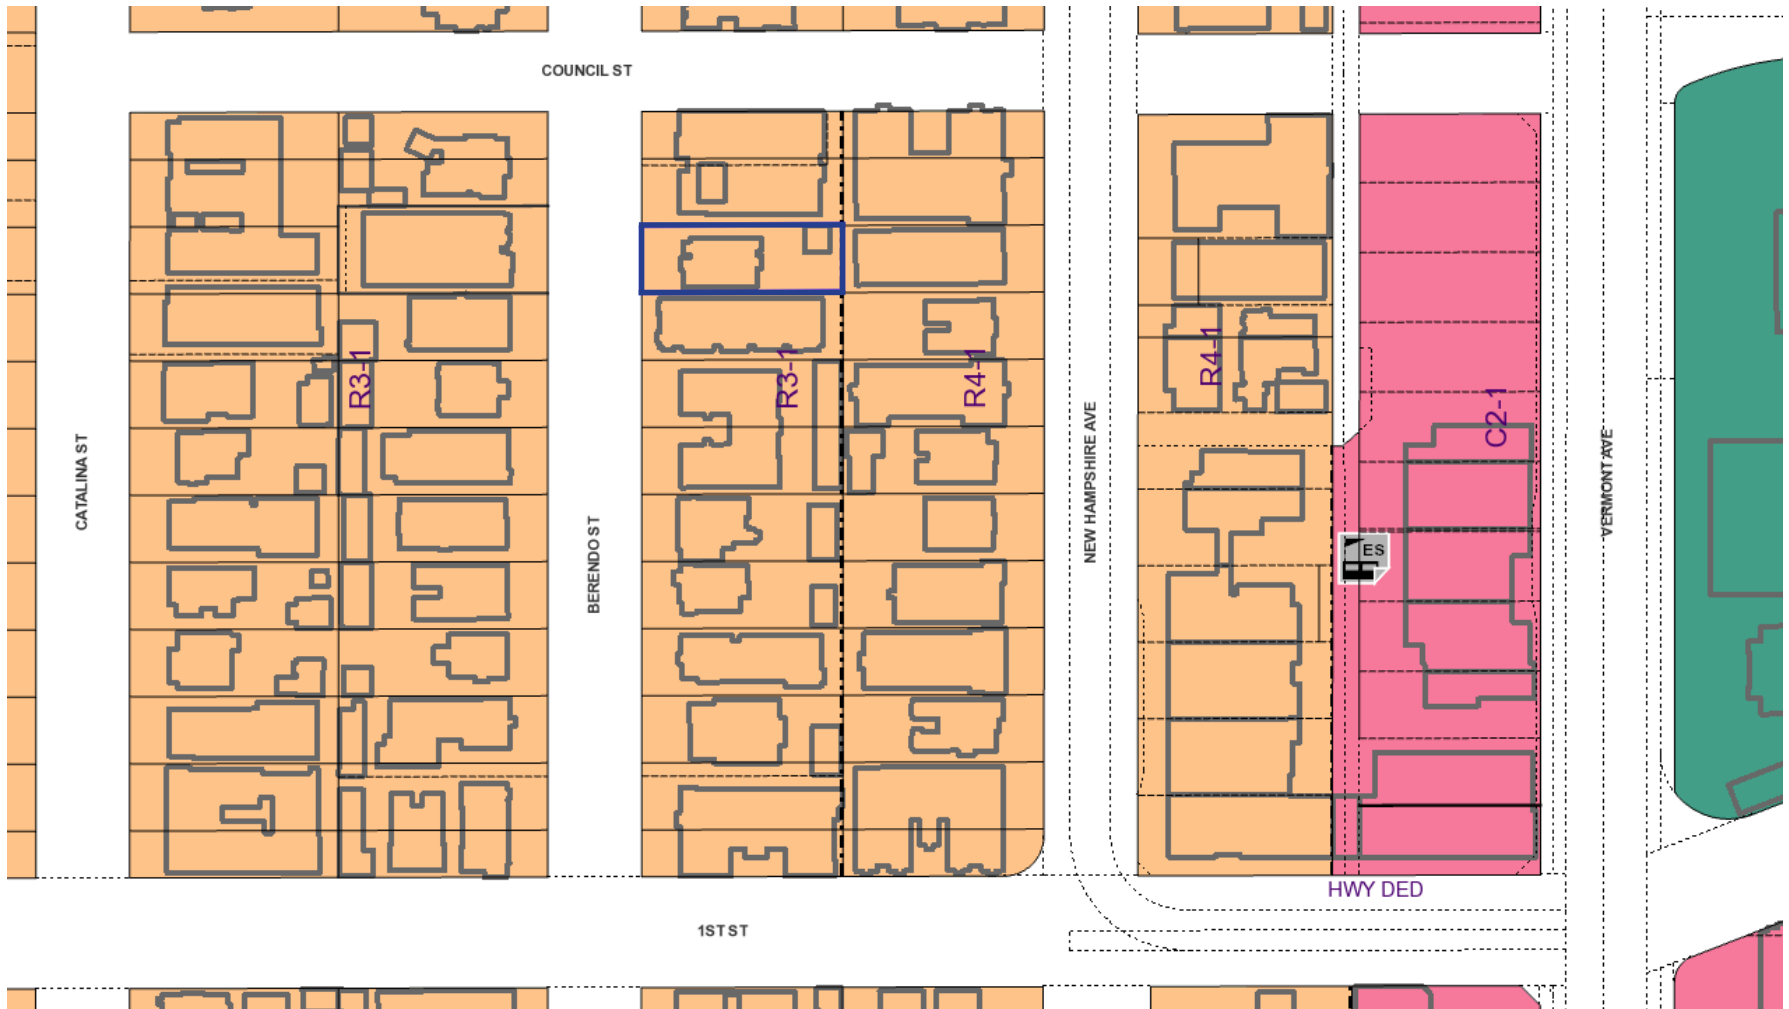 COUNCIL ST
R3-1
R3-1
R4-1
R4-1
C2-1
CATALINA ST
BERENDO ST
NEW HAMPSHIRE AVE
VERMONT AVE
ES
HWY DED
1ST ST